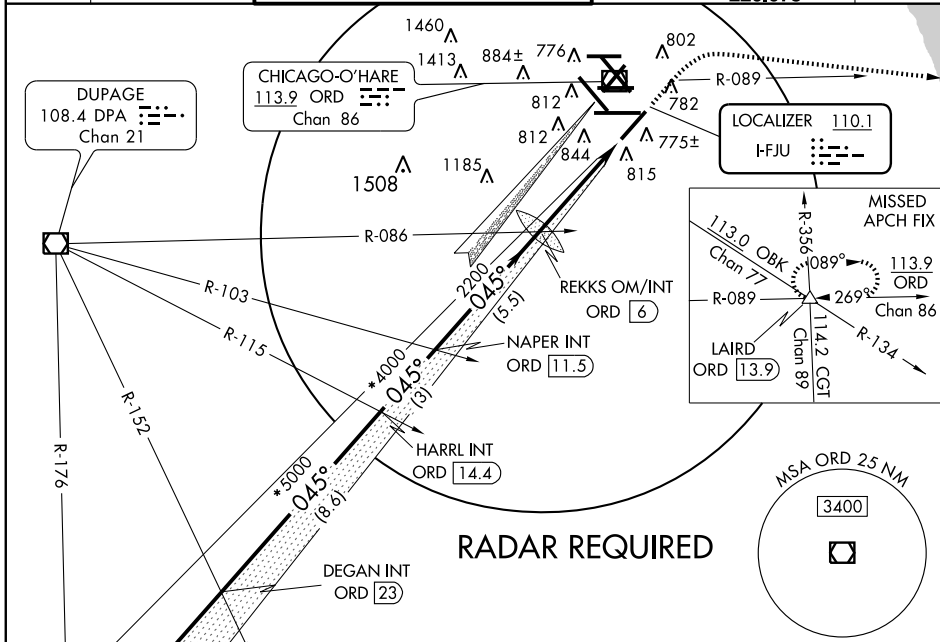 1460
1413
884±
776
802
CHICAGO-O'HARE
113.9 ORD
Chan 86
R-089
DUPAGE
108.4 DPA
Chan 21
812
782
LOCALIZER 110.1
I-FJU
812
844
775±
815
1508
1185
MISSED
APCH FIX
R-356
113.0 OBK
Chan 77
089°
113.9
ORD
Chan 86
R-089
269°
LAIRD
ORD 13.9
114.2 CGT
Chan 89
R-134
R-086
2200
045°
(5.5)
REKKS OM/INT
ORD 6
R-103
NAPER INT
ORD 11.5
R-115
*4000
045°
(3)
HARRL INT
ORD 14.4
R-152
R-176
*5000
045°
(8.6)
MSA ORD 25 NM
3400
RADAR REQUIRED
DEGAN INT
ORD 23